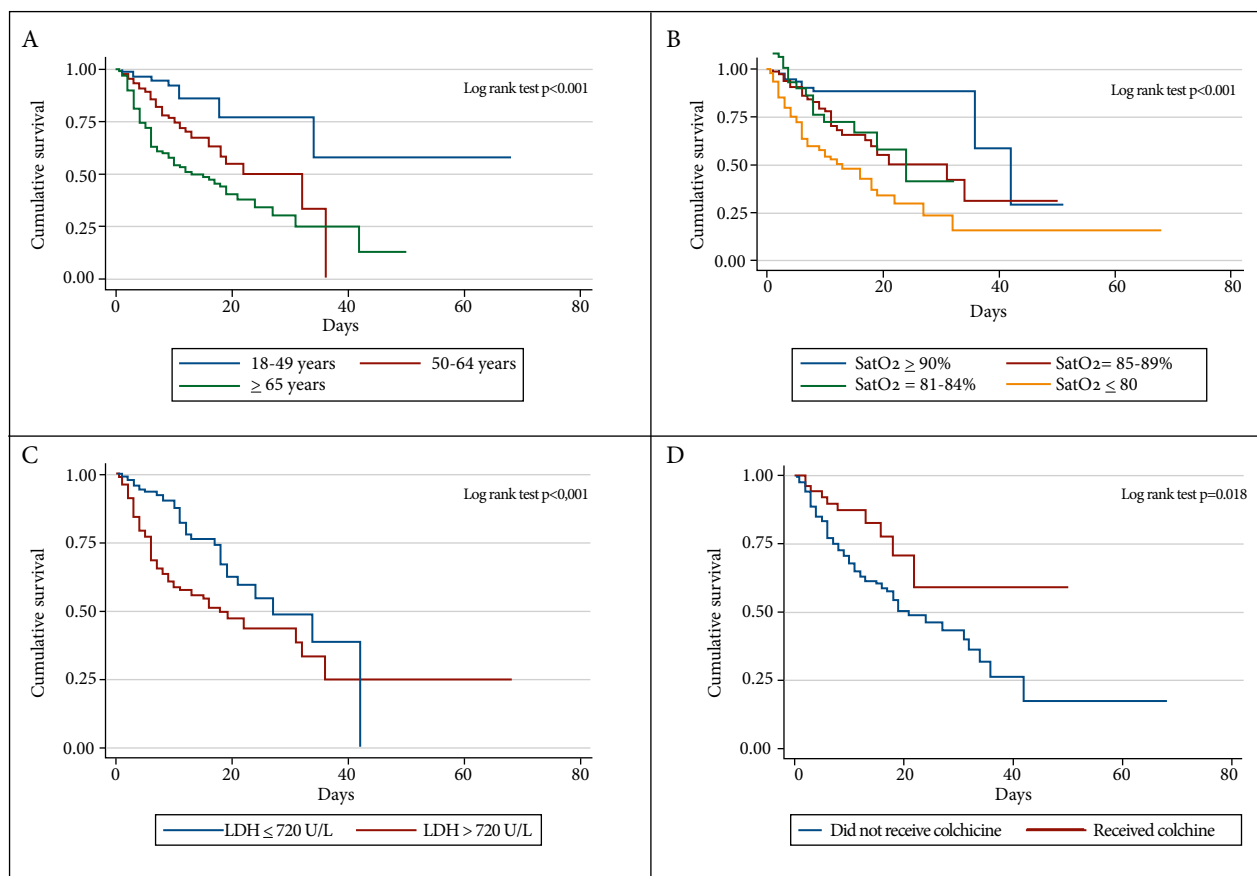 A
Log rank test p<0.001
Cumulative survival
1.00
0.75
0.50
0.25
0.00
0 20 40 60 80
Days
18-49 years 50-64 years
≥ 65 years
B
Log rank test p<0.001
Cumulative survival
1.00
0.75
0.50
0.25
0.00
0 20 40 60 80
Days
SatO2 ≥ 90% SatO2= 85-89%
SatO2 = 81-84% SatO2 ≤ 80
C
Log rank test p<0,001
Cumulative survival
1.00
0.75
0.50
0.25
0.00
0 20 40 60 80
Days
LDH ≤ 720 U/L LDH > 720 U/L
D
Log rank test p=0.018
Cumulative survival
1.00
0.75
0.50
0.25
0.00
0 20 40 60 80
Days
Did not receive colchicine Received colchine